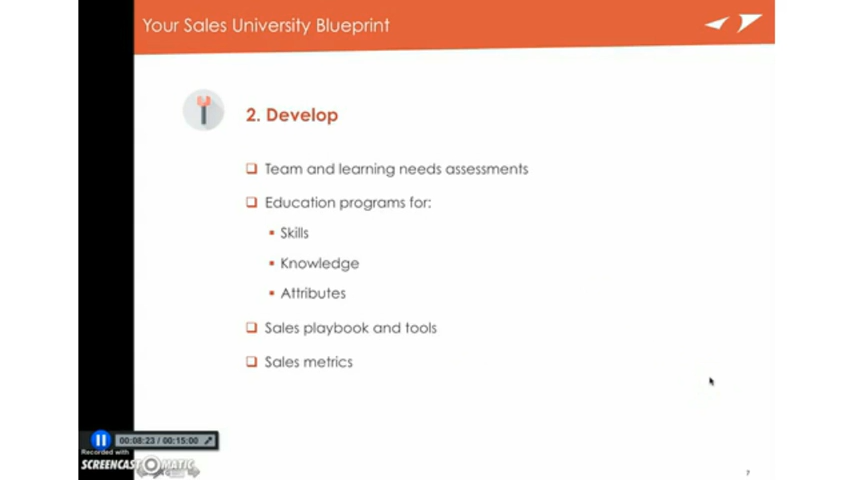 Your Sales University Blueprint
2. Develop
❑ Team and learning needs assessments
❑ Education programs for:
▪ Skills
▪ Knowledge
▪ Attributes
❑ Sales playbook and tools
❑ Sales metrics
00:08:23 / 00:15:00
Recorded with
SCREENCAST-O-MATIC
7